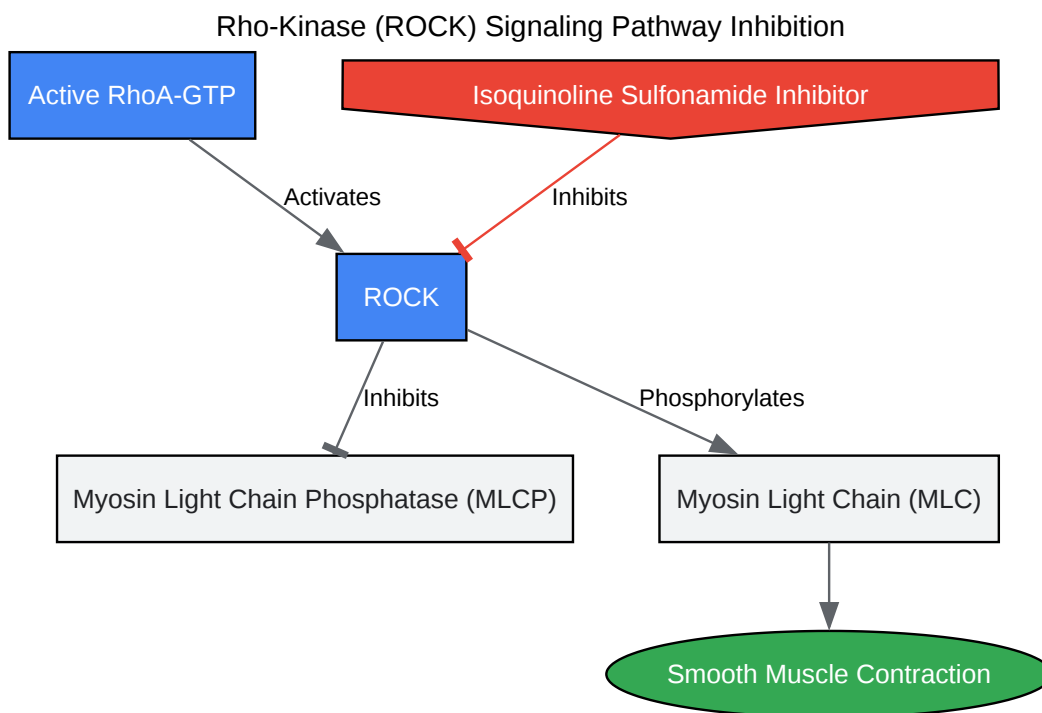 Rho-Kinase (ROCK) Signaling Pathway Inhibition
Active RhoA-GTP
Isoquinoline Sulfonamide Inhibitor
Activates
Inhibits
ROCK
Inhibits
Phosphorylates
Myosin Light Chain Phosphatase (MLCP)
Myosin Light Chain (MLC)
Smooth Muscle Contraction